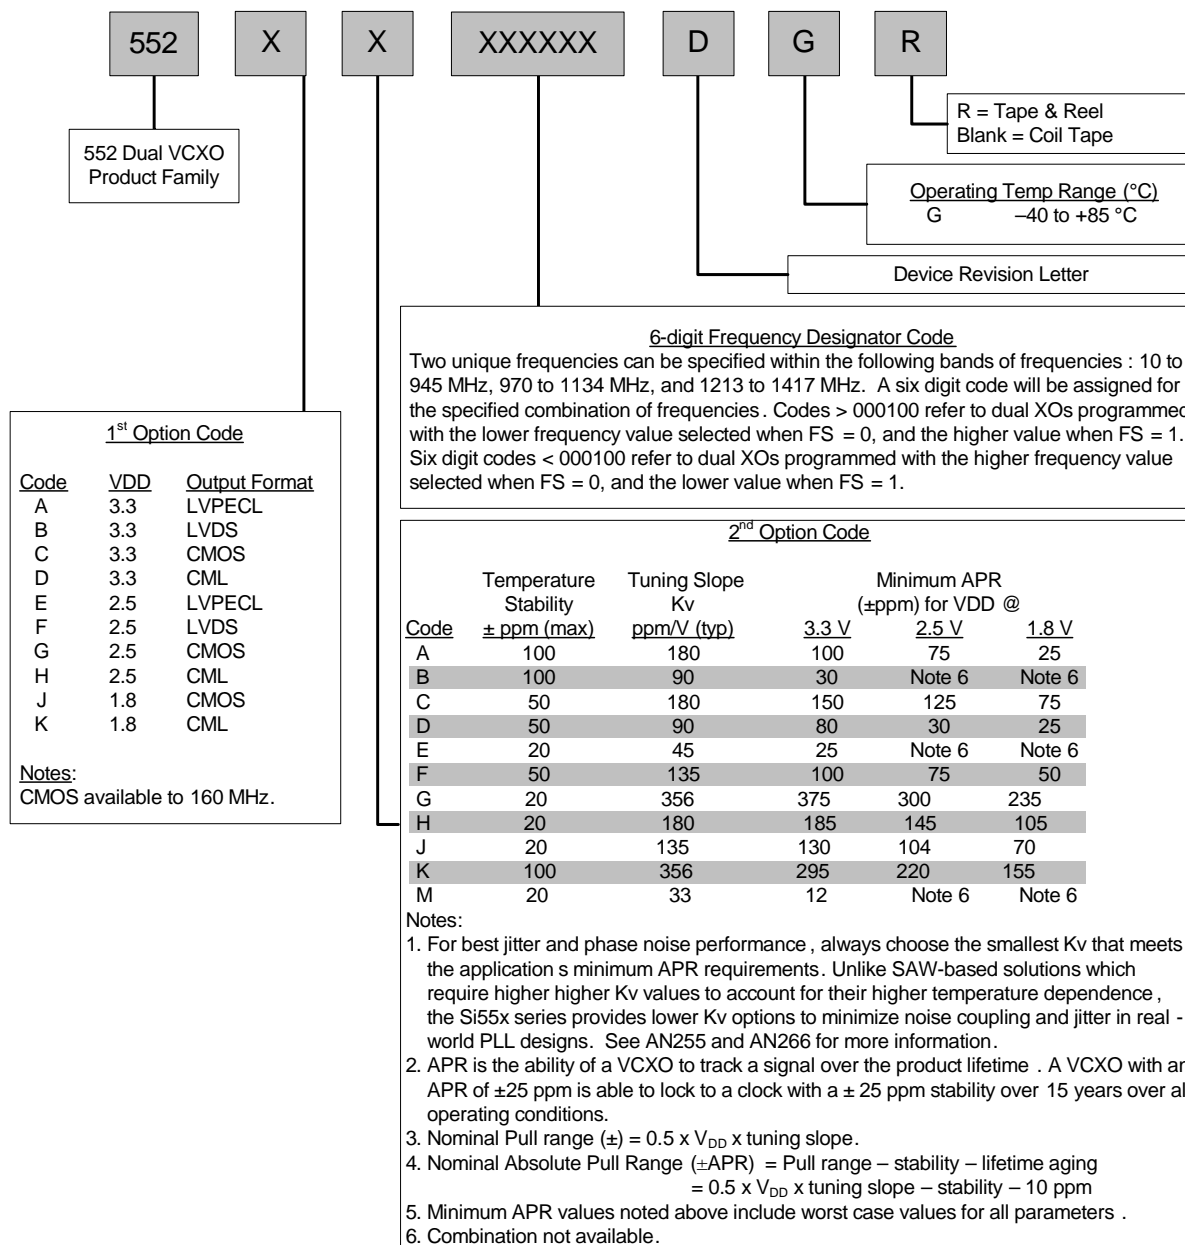 552 X X XXXXXX D G R
R = Tape & Reel
Blank = Coil Tape
552 Dual VCXO
Product Family
Operating Temp Range (°C)
G –40 to +85 °C
Device Revision Letter
6-digit Frequency Designator Code
Two unique frequencies can be specified within the following bands of frequencies : 10 to
945 MHz, 970 to 1134 MHz, and 1213 to 1417 MHz. A six digit code will be assigned for
the specified combination of frequencies. Codes > 000100 refer to dual XOs programmed
with the lower frequency value selected when FS = 0, and the higher value when FS = 1.
Six digit codes < 000100 refer to dual XOs programmed with the higher frequency value
selected when FS = 0, and the lower value when FS = 1.
1st Option Code
Code VDD Output Format
A 3.3 LVPECL
B 3.3 LVDS
C 3.3 CMOS
D 3.3 CML
E 2.5 LVPECL
F 2.5 LVDS
G 2.5 CMOS
H 2.5 CML
J 1.8 CMOS
K 1.8 CML
Notes:
CMOS available to 160 MHz.
2nd Option Code
Temperature Tuning Slope Minimum APR
Stability Kv (±ppm) for VDD @
Code ± ppm (max) ppm/V (typ) 3.3 V 2.5 V 1.8 V
A 100 180 100 75 25
B 100 90 30 Note 6 Note 6
C 50 180 150 125 75
D 50 90 80 30 25
E 20 45 25 Note 6 Note 6
F 50 135 100 75 50
G 20 356 375 300 235
H 20 180 185 145 105
J 20 135 130 104 70
K 100 356 295 220 155
M 20 33 12 Note 6 Note 6
Notes:
1. For best jitter and phase noise performance , always choose the smallest Kv that meets
the application s minimum APR requirements. Unlike SAW-based solutions which
require higher higher Kv values to account for their higher temperature dependence ,
the Si55x series provides lower Kv options to minimize noise coupling and jitter in real -
world PLL designs. See AN255 and AN266 for more information.
2. APR is the ability of a VCXO to track a signal over the product lifetime . A VCXO with an
APR of ±25 ppm is able to lock to a clock with a ± 25 ppm stability over 15 years over al
operating conditions.
3. Nominal Pull range (±) = 0.5 x VDD x tuning slope.
4. Nominal Absolute Pull Range (±APR) = Pull range – stability – lifetime aging
= 0.5 x VDD x tuning slope – stability – 10 ppm
5. Minimum APR values noted above include worst case values for all parameters .
6. Combination not available.